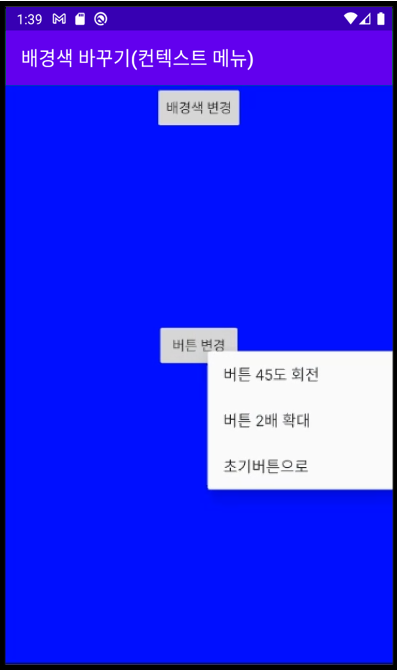 1:39
배경색 바꾸기(컨텍스트 메뉴)
배경색 변경
버튼 변경
버튼 45도 회전
버튼 2배 확대
초기버튼으로